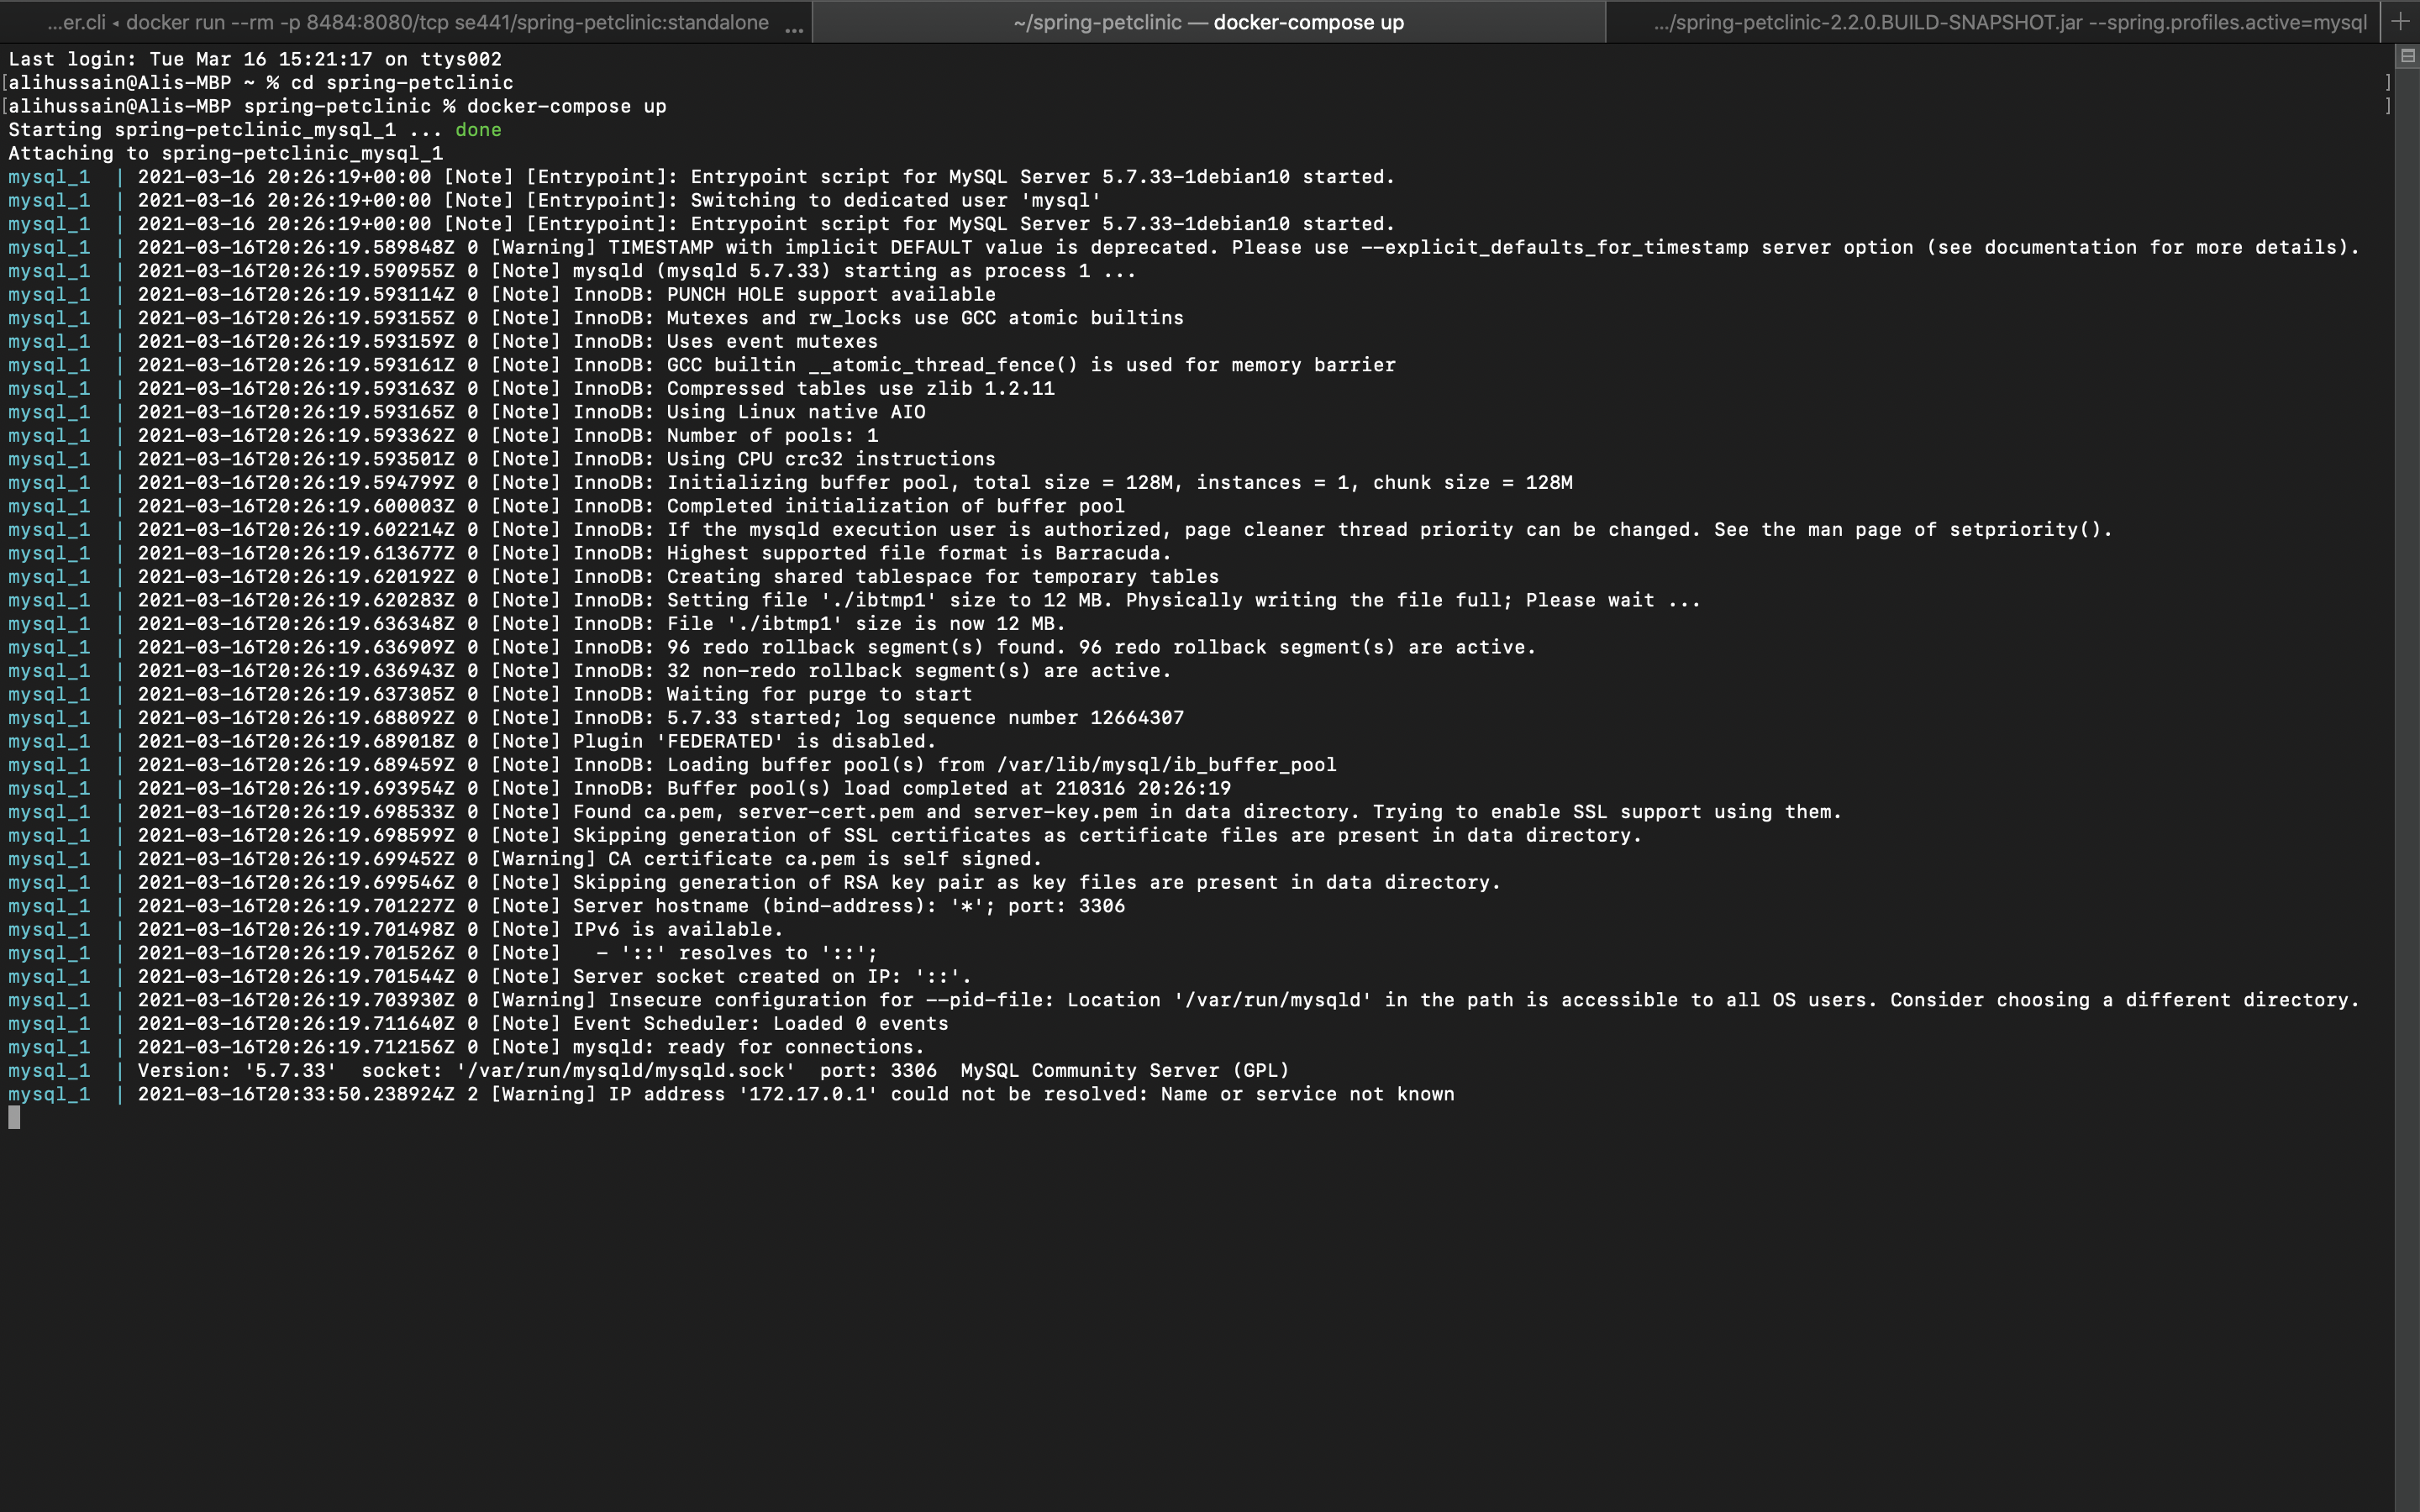 ...er.cli ◂ docker run --rm -p 8484:8080/tcp se441/spring-petclinic:standalone ...
~/spring-petclinic — docker-compose up
.../spring-petclinic-2.2.0.BUILD-SNAPSHOT.jar --spring.profiles.active=mysql
Last login: Tue Mar 16 15:21:17 on ttys002
[alihussain@Alis-MBP ~ % cd spring-petclinic ]
[alihussain@Alis-MBP spring-petclinic % docker-compose up ]
Starting spring-petclinic_mysql_1 ... done
Attaching to spring-petclinic_mysql_1
mysql_1  | 2021-03-16 20:26:19+00:00 [Note] [Entrypoint]: Entrypoint script for MySQL Server 5.7.33-1debian10 started.
mysql_1  | 2021-03-16 20:26:19+00:00 [Note] [Entrypoint]: Switching to dedicated user 'mysql'
mysql_1  | 2021-03-16 20:26:19+00:00 [Note] [Entrypoint]: Entrypoint script for MySQL Server 5.7.33-1debian10 started.
mysql_1  | 2021-03-16T20:26:19.589848Z 0 [Warning] TIMESTAMP with implicit DEFAULT value is deprecated. Please use --explicit_defaults_for_timestamp server option (see documentation for more details).
mysql_1  | 2021-03-16T20:26:19.590955Z 0 [Note] mysqld (mysqld 5.7.33) starting as process 1 ...
mysql_1  | 2021-03-16T20:26:19.593114Z 0 [Note] InnoDB: PUNCH HOLE support available
mysql_1  | 2021-03-16T20:26:19.593155Z 0 [Note] InnoDB: Mutexes and rw_locks use GCC atomic builtins
mysql_1  | 2021-03-16T20:26:19.593159Z 0 [Note] InnoDB: Uses event mutexes
mysql_1  | 2021-03-16T20:26:19.593161Z 0 [Note] InnoDB: GCC builtin __atomic_thread_fence() is used for memory barrier
mysql_1  | 2021-03-16T20:26:19.593163Z 0 [Note] InnoDB: Compressed tables use zlib 1.2.11
mysql_1  | 2021-03-16T20:26:19.593165Z 0 [Note] InnoDB: Using Linux native AIO
mysql_1  | 2021-03-16T20:26:19.593362Z 0 [Note] InnoDB: Number of pools: 1
mysql_1  | 2021-03-16T20:26:19.593501Z 0 [Note] InnoDB: Using CPU crc32 instructions
mysql_1  | 2021-03-16T20:26:19.594799Z 0 [Note] InnoDB: Initializing buffer pool, total size = 128M, instances = 1, chunk size = 128M
mysql_1  | 2021-03-16T20:26:19.600003Z 0 [Note] InnoDB: Completed initialization of buffer pool
mysql_1  | 2021-03-16T20:26:19.602214Z 0 [Note] InnoDB: If the mysqld execution user is authorized, page cleaner thread priority can be changed. See the man page of setpriority().
mysql_1  | 2021-03-16T20:26:19.613677Z 0 [Note] InnoDB: Highest supported file format is Barracuda.
mysql_1  | 2021-03-16T20:26:19.620192Z 0 [Note] InnoDB: Creating shared tablespace for temporary tables
mysql_1  | 2021-03-16T20:26:19.620283Z 0 [Note] InnoDB: Setting file './ibtmp1' size to 12 MB. Physically writing the file full; Please wait ...
mysql_1  | 2021-03-16T20:26:19.636348Z 0 [Note] InnoDB: File './ibtmp1' size is now 12 MB.
mysql_1  | 2021-03-16T20:26:19.636909Z 0 [Note] InnoDB: 96 redo rollback segment(s) found. 96 redo rollback segment(s) are active.
mysql_1  | 2021-03-16T20:26:19.636943Z 0 [Note] InnoDB: 32 non-redo rollback segment(s) are active.
mysql_1  | 2021-03-16T20:26:19.637305Z 0 [Note] InnoDB: Waiting for purge to start
mysql_1  | 2021-03-16T20:26:19.688092Z 0 [Note] InnoDB: 5.7.33 started; log sequence number 12664307
mysql_1  | 2021-03-16T20:26:19.689018Z 0 [Note] Plugin 'FEDERATED' is disabled.
mysql_1  | 2021-03-16T20:26:19.689459Z 0 [Note] InnoDB: Loading buffer pool(s) from /var/lib/mysql/ib_buffer_pool
mysql_1  | 2021-03-16T20:26:19.693954Z 0 [Note] InnoDB: Buffer pool(s) load completed at 210316 20:26:19
mysql_1  | 2021-03-16T20:26:19.698533Z 0 [Note] Found ca.pem, server-cert.pem and server-key.pem in data directory. Trying to enable SSL support using them.
mysql_1  | 2021-03-16T20:26:19.698599Z 0 [Note] Skipping generation of SSL certificates as certificate files are present in data directory.
mysql_1  | 2021-03-16T20:26:19.699452Z 0 [Warning] CA certificate ca.pem is self signed.
mysql_1  | 2021-03-16T20:26:19.699546Z 0 [Note] Skipping generation of RSA key pair as key files are present in data directory.
mysql_1  | 2021-03-16T20:26:19.701227Z 0 [Note] Server hostname (bind-address): '*'; port: 3306
mysql_1  | 2021-03-16T20:26:19.701498Z 0 [Note] IPv6 is available.
mysql_1  | 2021-03-16T20:26:19.701526Z 0 [Note]   - '::' resolves to '::';
mysql_1  | 2021-03-16T20:26:19.701544Z 0 [Note] Server socket created on IP: '::'.
mysql_1  | 2021-03-16T20:26:19.703930Z 0 [Warning] Insecure configuration for --pid-file: Location '/var/run/mysqld' in the path is accessible to all OS users. Consider choosing a different directory.
mysql_1  | 2021-03-16T20:26:19.711640Z 0 [Note] Event Scheduler: Loaded 0 events
mysql_1  | 2021-03-16T20:26:19.712156Z 0 [Note] mysqld: ready for connections.
mysql_1  | Version: '5.7.33'  socket: '/var/run/mysqld/mysqld.sock'  port: 3306  MySQL Community Server (GPL)
mysql_1  | 2021-03-16T20:33:50.238924Z 2 [Warning] IP address '172.17.0.1' could not be resolved: Name or service not known